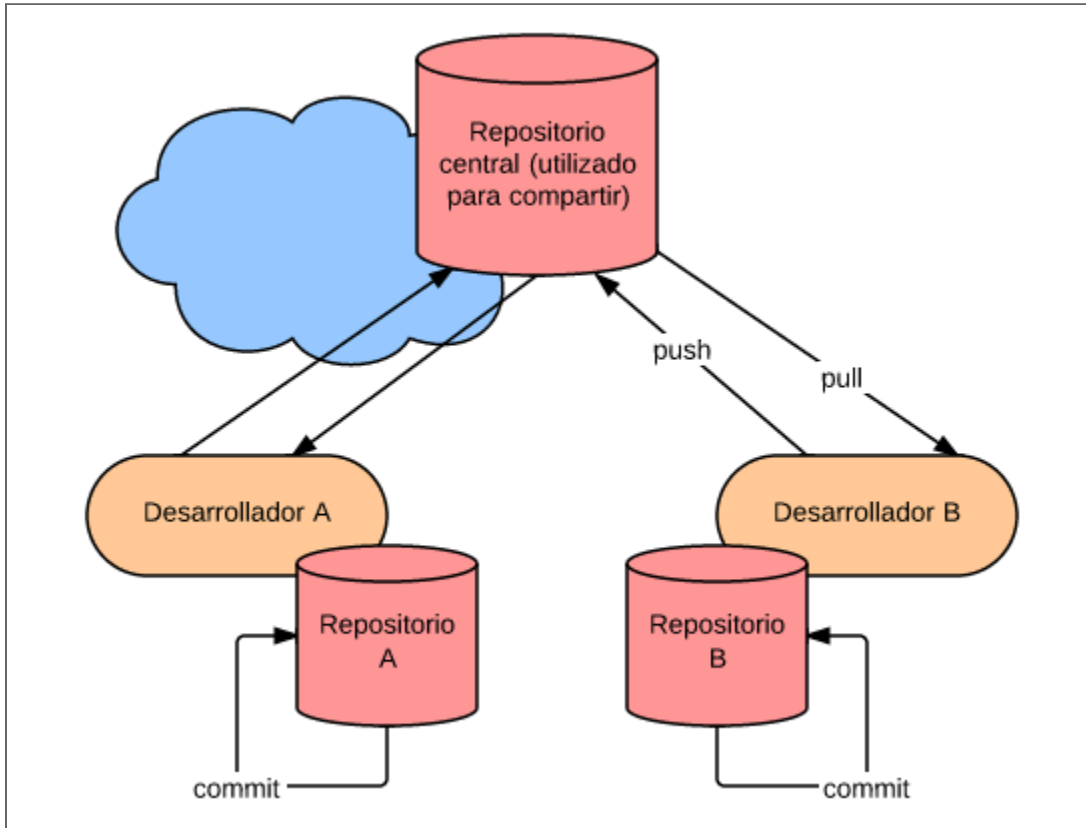 Repositorio
central (utilizado
para compartir)
push
pull
Desarrollador A
Desarrollador B
Repositorio
A
Repositorio
B
commit
commit